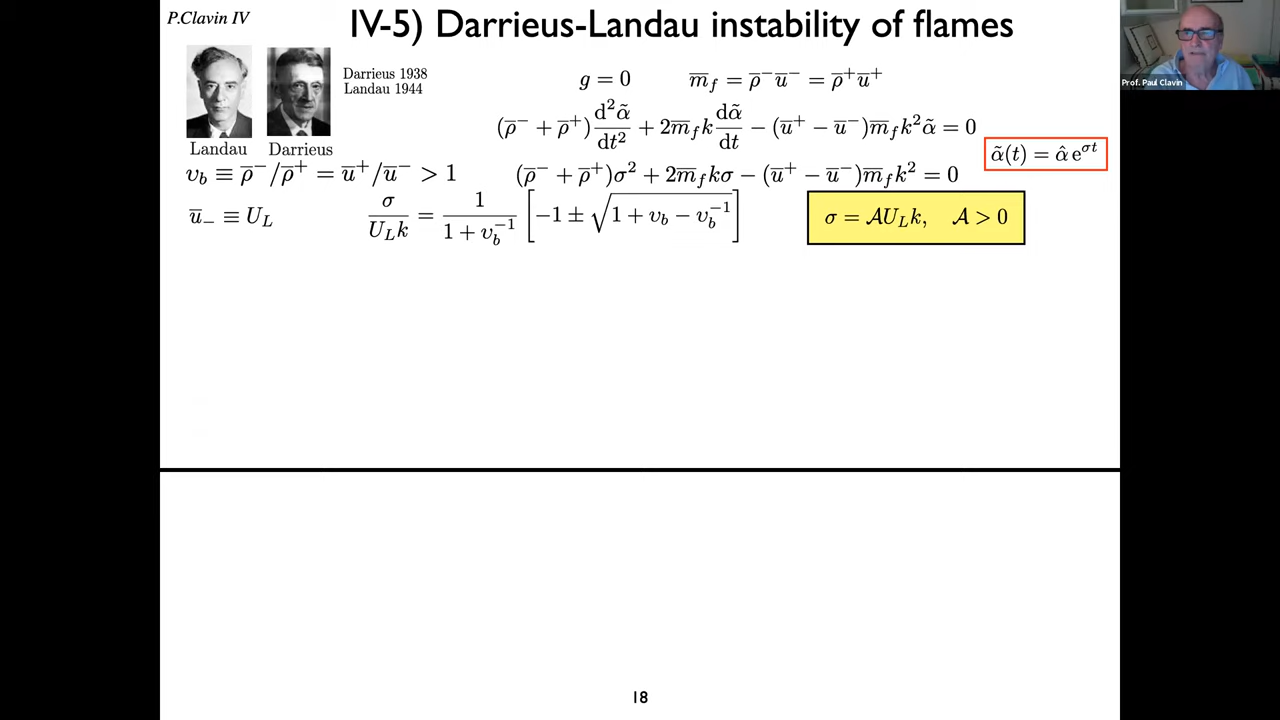 P.Clavin IV
IV-5) Darrieus-Landau instability of flames
Darrieus 1938
Landau 1944
Landau Darrieus
g = 0 m̅_f = ρ̅⁻u̅⁻ = ρ̅⁺u̅⁺
(ρ̅⁻ + ρ̅⁺) d²α̃/dt² + 2m̅_f k dα̃/dt − (u̅⁺ − u̅⁻)m̅_f k²α̃ = 0
α̃(t) = α̂ e^{σt}
υ_b ≡ ρ̅⁻/ρ̅⁺ = u̅⁺/u̅⁻ > 1 (ρ̅⁻ + ρ̅⁺)σ² + 2m̅_f kσ − (u̅⁺ − u̅⁻)m̅_f k² = 0
u̅₋ ≡ U_L σ/(U_L k) = 1/(1 + υ_b⁻¹) [−1 ± √(1 + υ_b − υ_b⁻¹)] σ = 𝒜U_L k, 𝒜 > 0
18
Prof. Paul Clavin